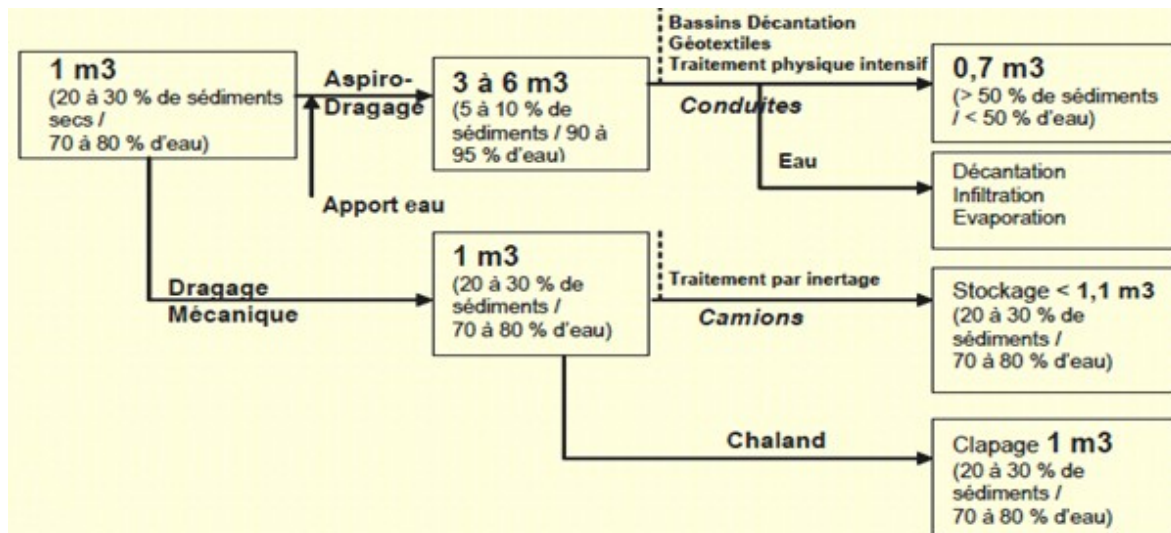 1 m3
(20 à 30 % de sédiments
secs /
70 à 80 % d'eau)
Aspiro-
Dragage
Apport eau
3 à 6 m3
(5 à 10 % de
sédiments / 90 à
95 % d'eau)
Bassins Décantation
Géotextiles
Traitement physique intensif
Conduites
Eau
0,7 m3
(> 50 % de sédiments
/ < 50 % d'eau)
Décantation
Infiltration
Evaporation
Dragage
Mécanique
1 m3
(20 à 30 % de
sédiments /
70 à 80 % d'eau)
Traitement par inertage
Camions
Stockage < 1,1 m3
(20 à 30 % de
sédiments /
70 à 80 % d'eau)
Chaland
Clapage 1 m3
(20 à 30 % de
sédiments /
70 à 80 % d'eau)